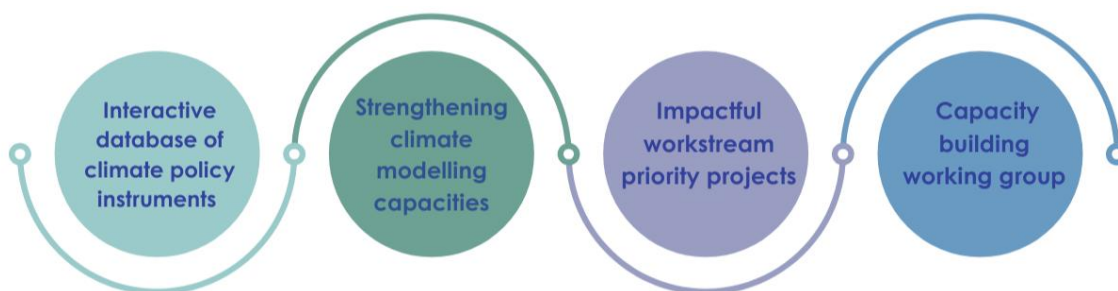 Interactive
database of
climate policy
instruments
Strengthening
climate
modelling
capacities
Impactful
workstream
priority projects
Capacity
building
working group